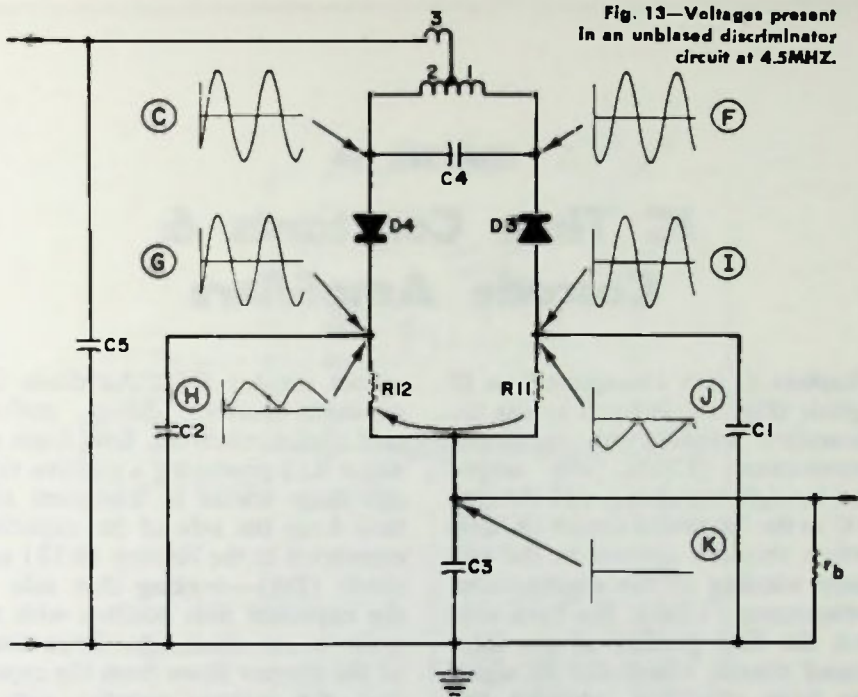 Fig. 13—Voltages present
in an unbiased discriminator
circuit at 4.5MHZ.
3
2 1
C
F
C4
D4
D3
G
I
C5
H
R12
R11
J
C2
C1
K
C3
rb